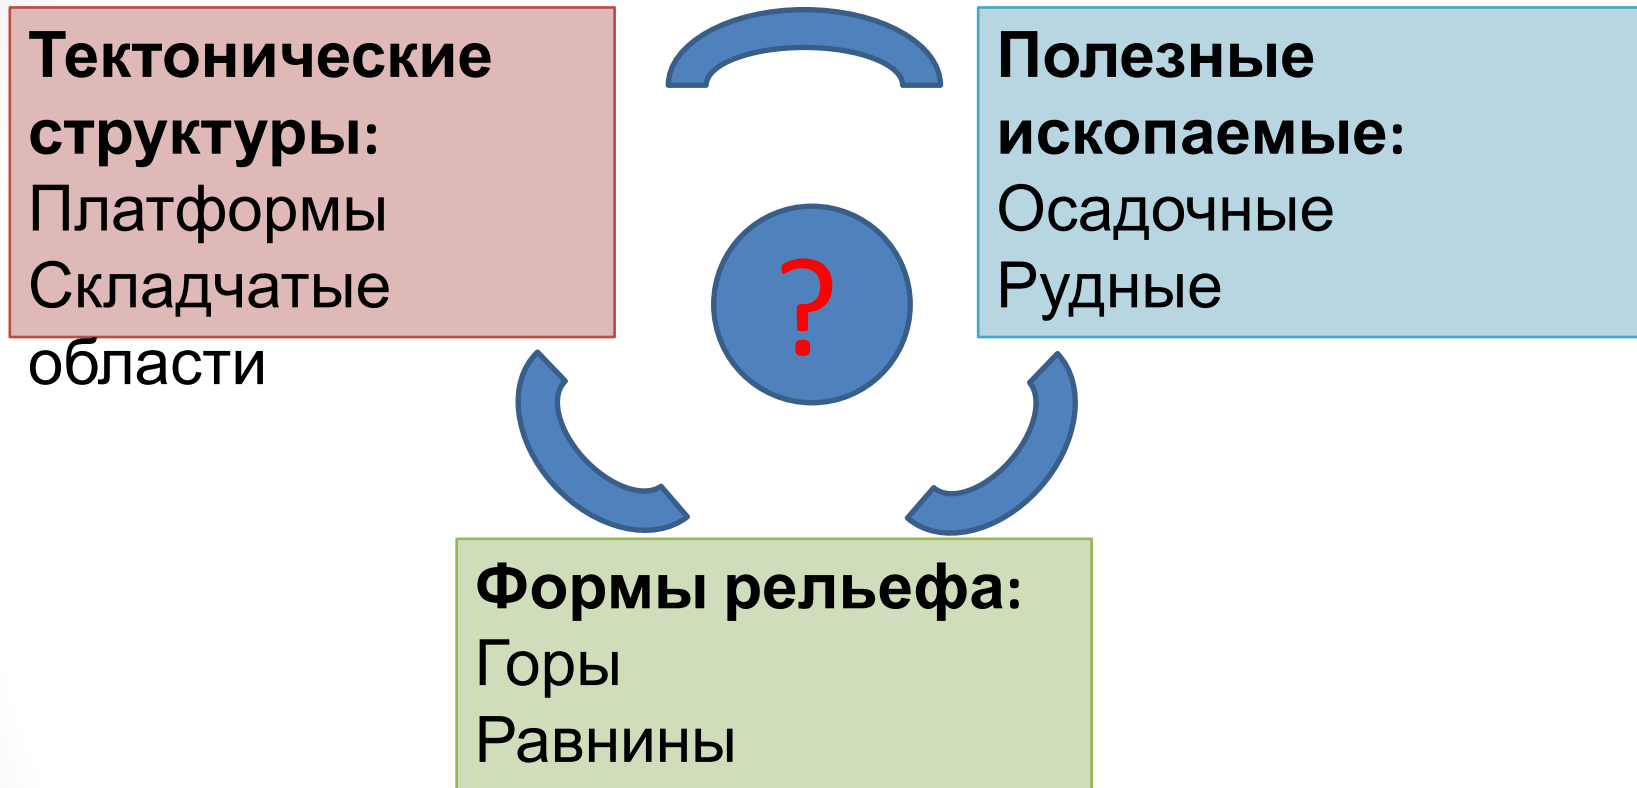 Тектонические
структуры:
Платформы
Складчатые
области
Полезные
ископаемые:
Осадочные
Рудные
?
Формы рельефа:
Горы
Равнины